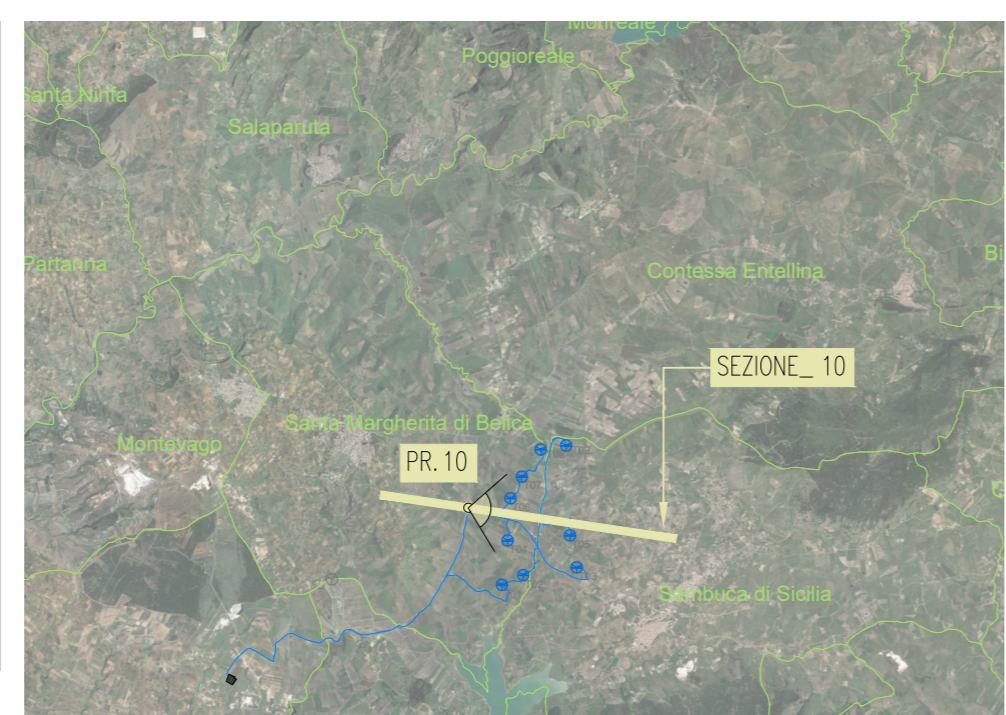 Monreale
Poggioreale
Santa Ninfa
Salaparuta
Partanna
Contessa Entellina
SEZIONE_ 10
Santa Margherita di Belice
Montevago
PR.10
Sambuca di Sicilia